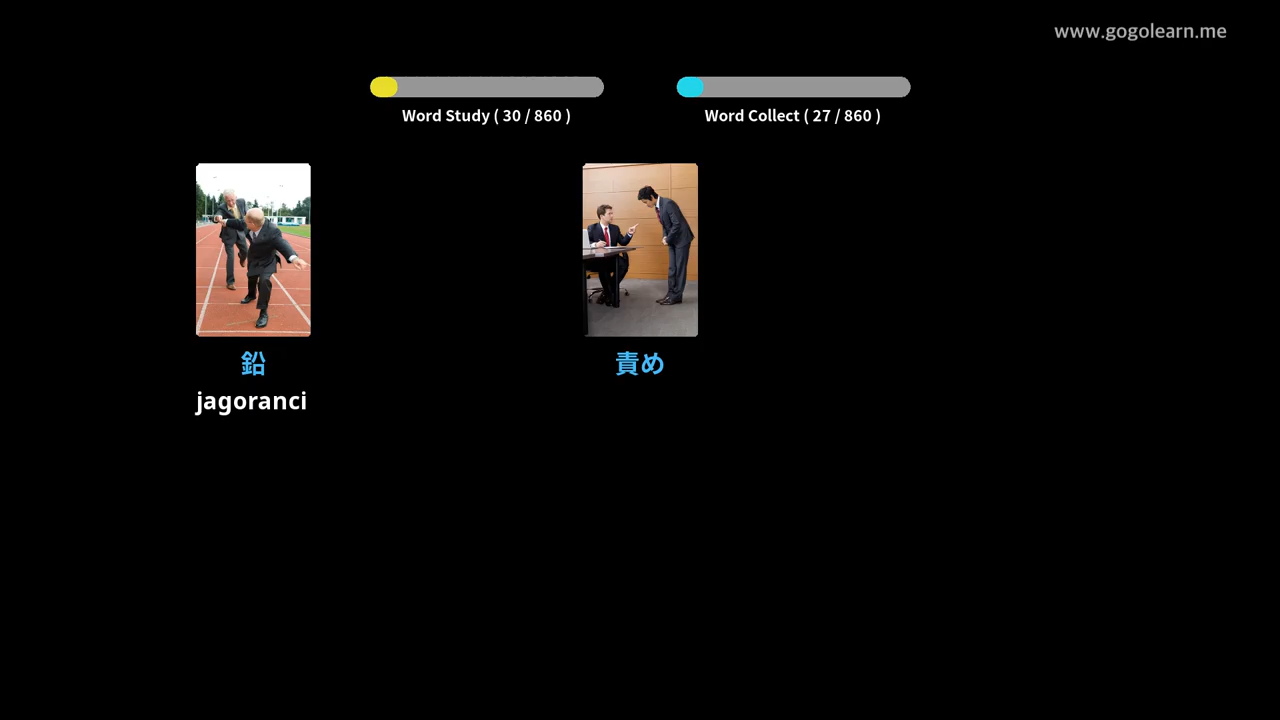 www.gogolearn.me
Word Study ( 30 / 860 )
Word Collect ( 27 / 860 )
鉛
責め
jagoranci